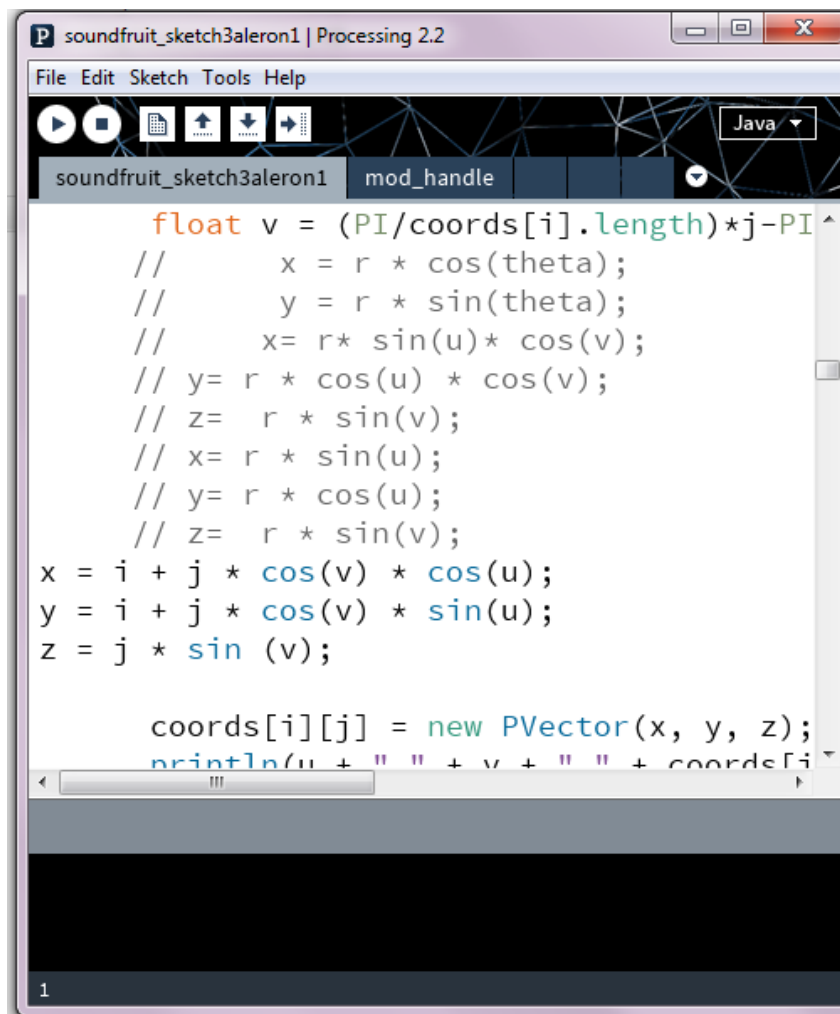 soundfruit_sketch3aleron1 | Processing 2.2
File Edit Sketch Tools Help
Java
soundfruit_sketch3aleron1 mod_handle
float v = (PI/coords[i].length)*j-PI
// x = r * cos(theta);
// y = r * sin(theta);
// x= r* sin(u)* cos(v);
// y= r * cos(u) * cos(v);
// z= r * sin(v);
// x= r * sin(u);
// y= r * cos(u);
// z= r * sin(v);
x = i + j * cos(v) * cos(u);
y = i + j * cos(v) * sin(u);
z = j * sin (v);
coords[i][j] = new PVector(x, y, z);
println(u + " " + v + " " + coords[i
1